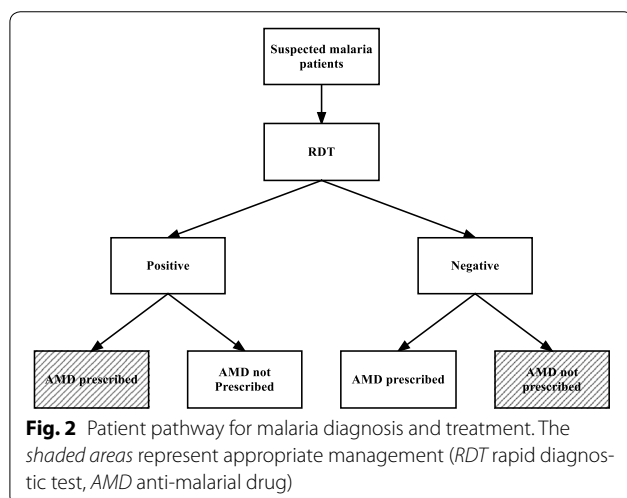 Suspected malaria
patients
RDT
Positive
Negative
AMD prescribed
AMD not
Prescribed
AMD prescribed
AMD not
prescribed
Fig. 2 Patient pathway for malaria diagnosis and treatment. The
shaded areas represent appropriate management (RDT rapid diagnos-
tic test, AMD anti-malarial drug)